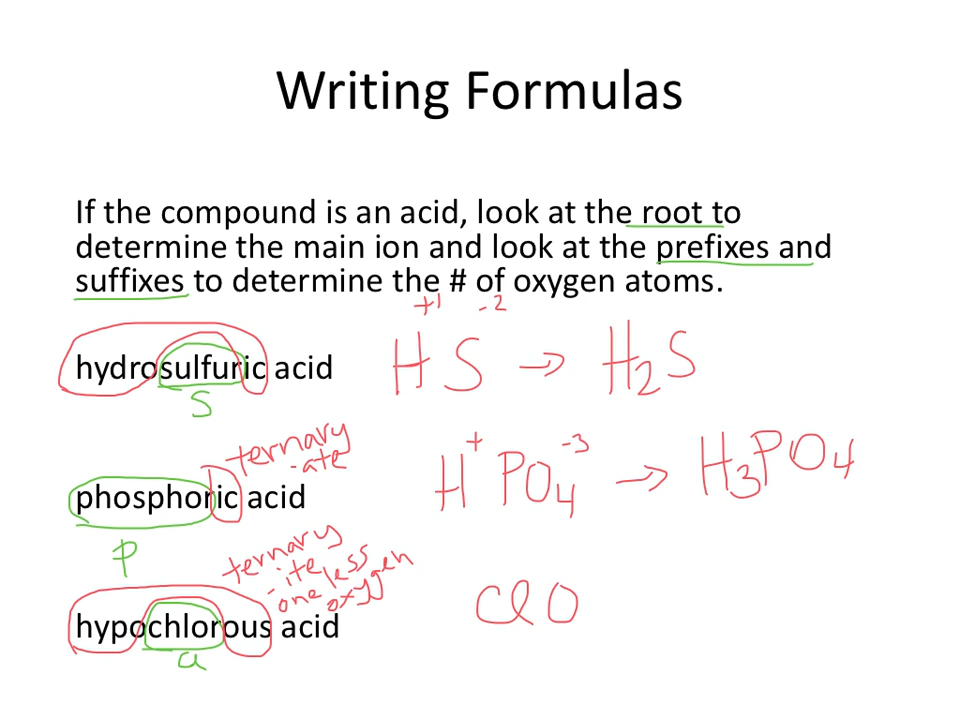 Writing Formulas
If the compound is an acid, look at the root to
determine the main ion and look at the prefixes and
suffixes to determine the # of oxygen atoms.
+1 -2
hydrosulfuric acid H S → H2S
S
ternary
-ate
phosphoric acid H+ PO4-3 → H3PO4
P
ternary
-ite
one less
oxygen
hypochlorous acid ClO
Cl